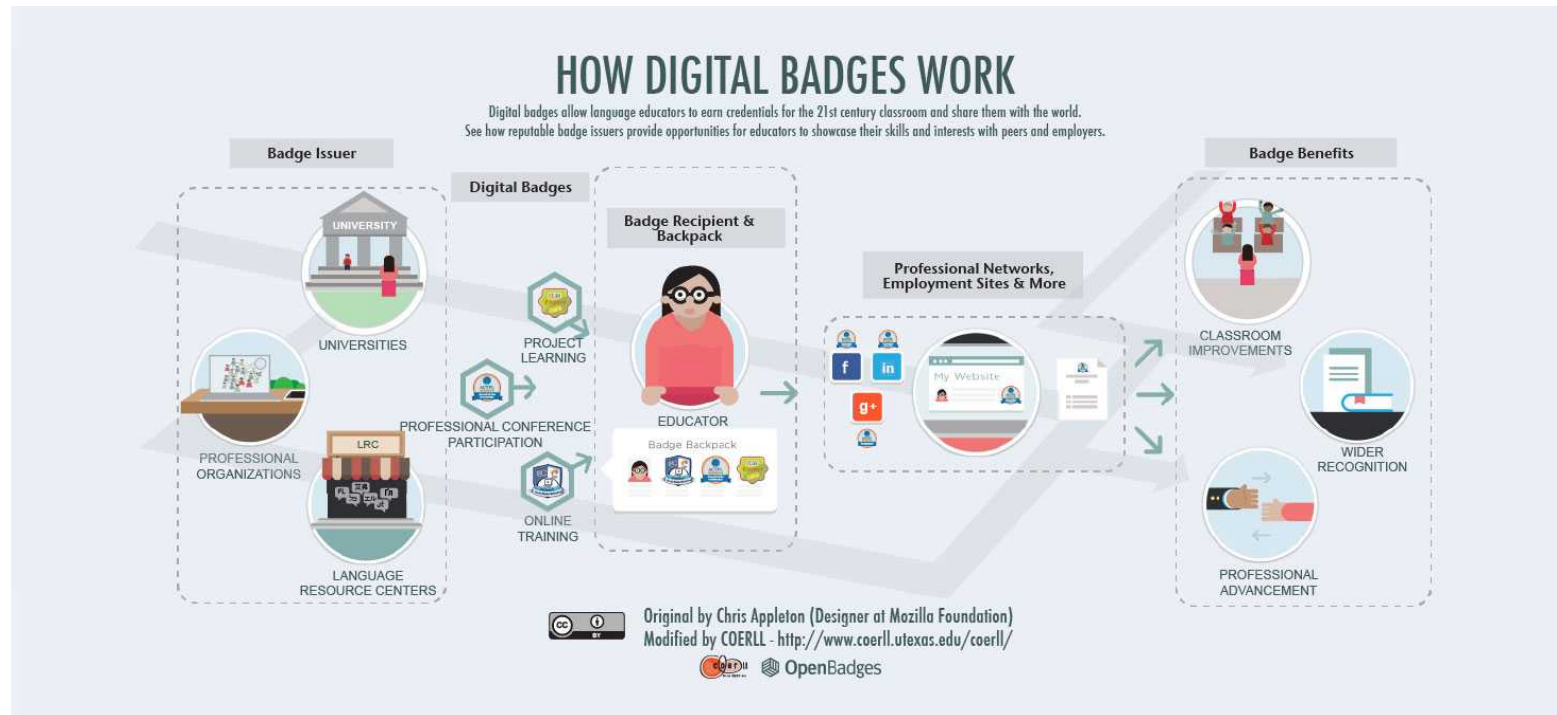 HOW DIGITAL BADGES WORK
Digital badges allow language educators to earn credentials for the 21st century classroom and share them with the world.
See how reputable badge issuers provide opportunities for educators to showcase their skills and interests with peers and employers.
Badge Issuer
UNIVERSITY
UNIVERSITIES
PROFESSIONAL
ORGANIZATIONS
LRC
LANGUAGE
RESOURCE CENTERS
Digital Badges
PROJECT
LEARNING
PROFESSIONAL CONFERENCE
PARTICIPATION
ONLINE
TRAINING
Badge Recipient &
Backpack
EDUCATOR
Badge Backpack
Professional Networks,
Employment Sites & More
f
in
g+
My Website
Badge Benefits
CLASSROOM
IMPROVEMENTS
WIDER
RECOGNITION
PROFESSIONAL
ADVANCEMENT
cc
BY
Original by Chris Appleton (Designer at Mozilla Foundation)
Modified by COERLL - http://www.coerll.utexas.edu/coerll/
OpenBadges